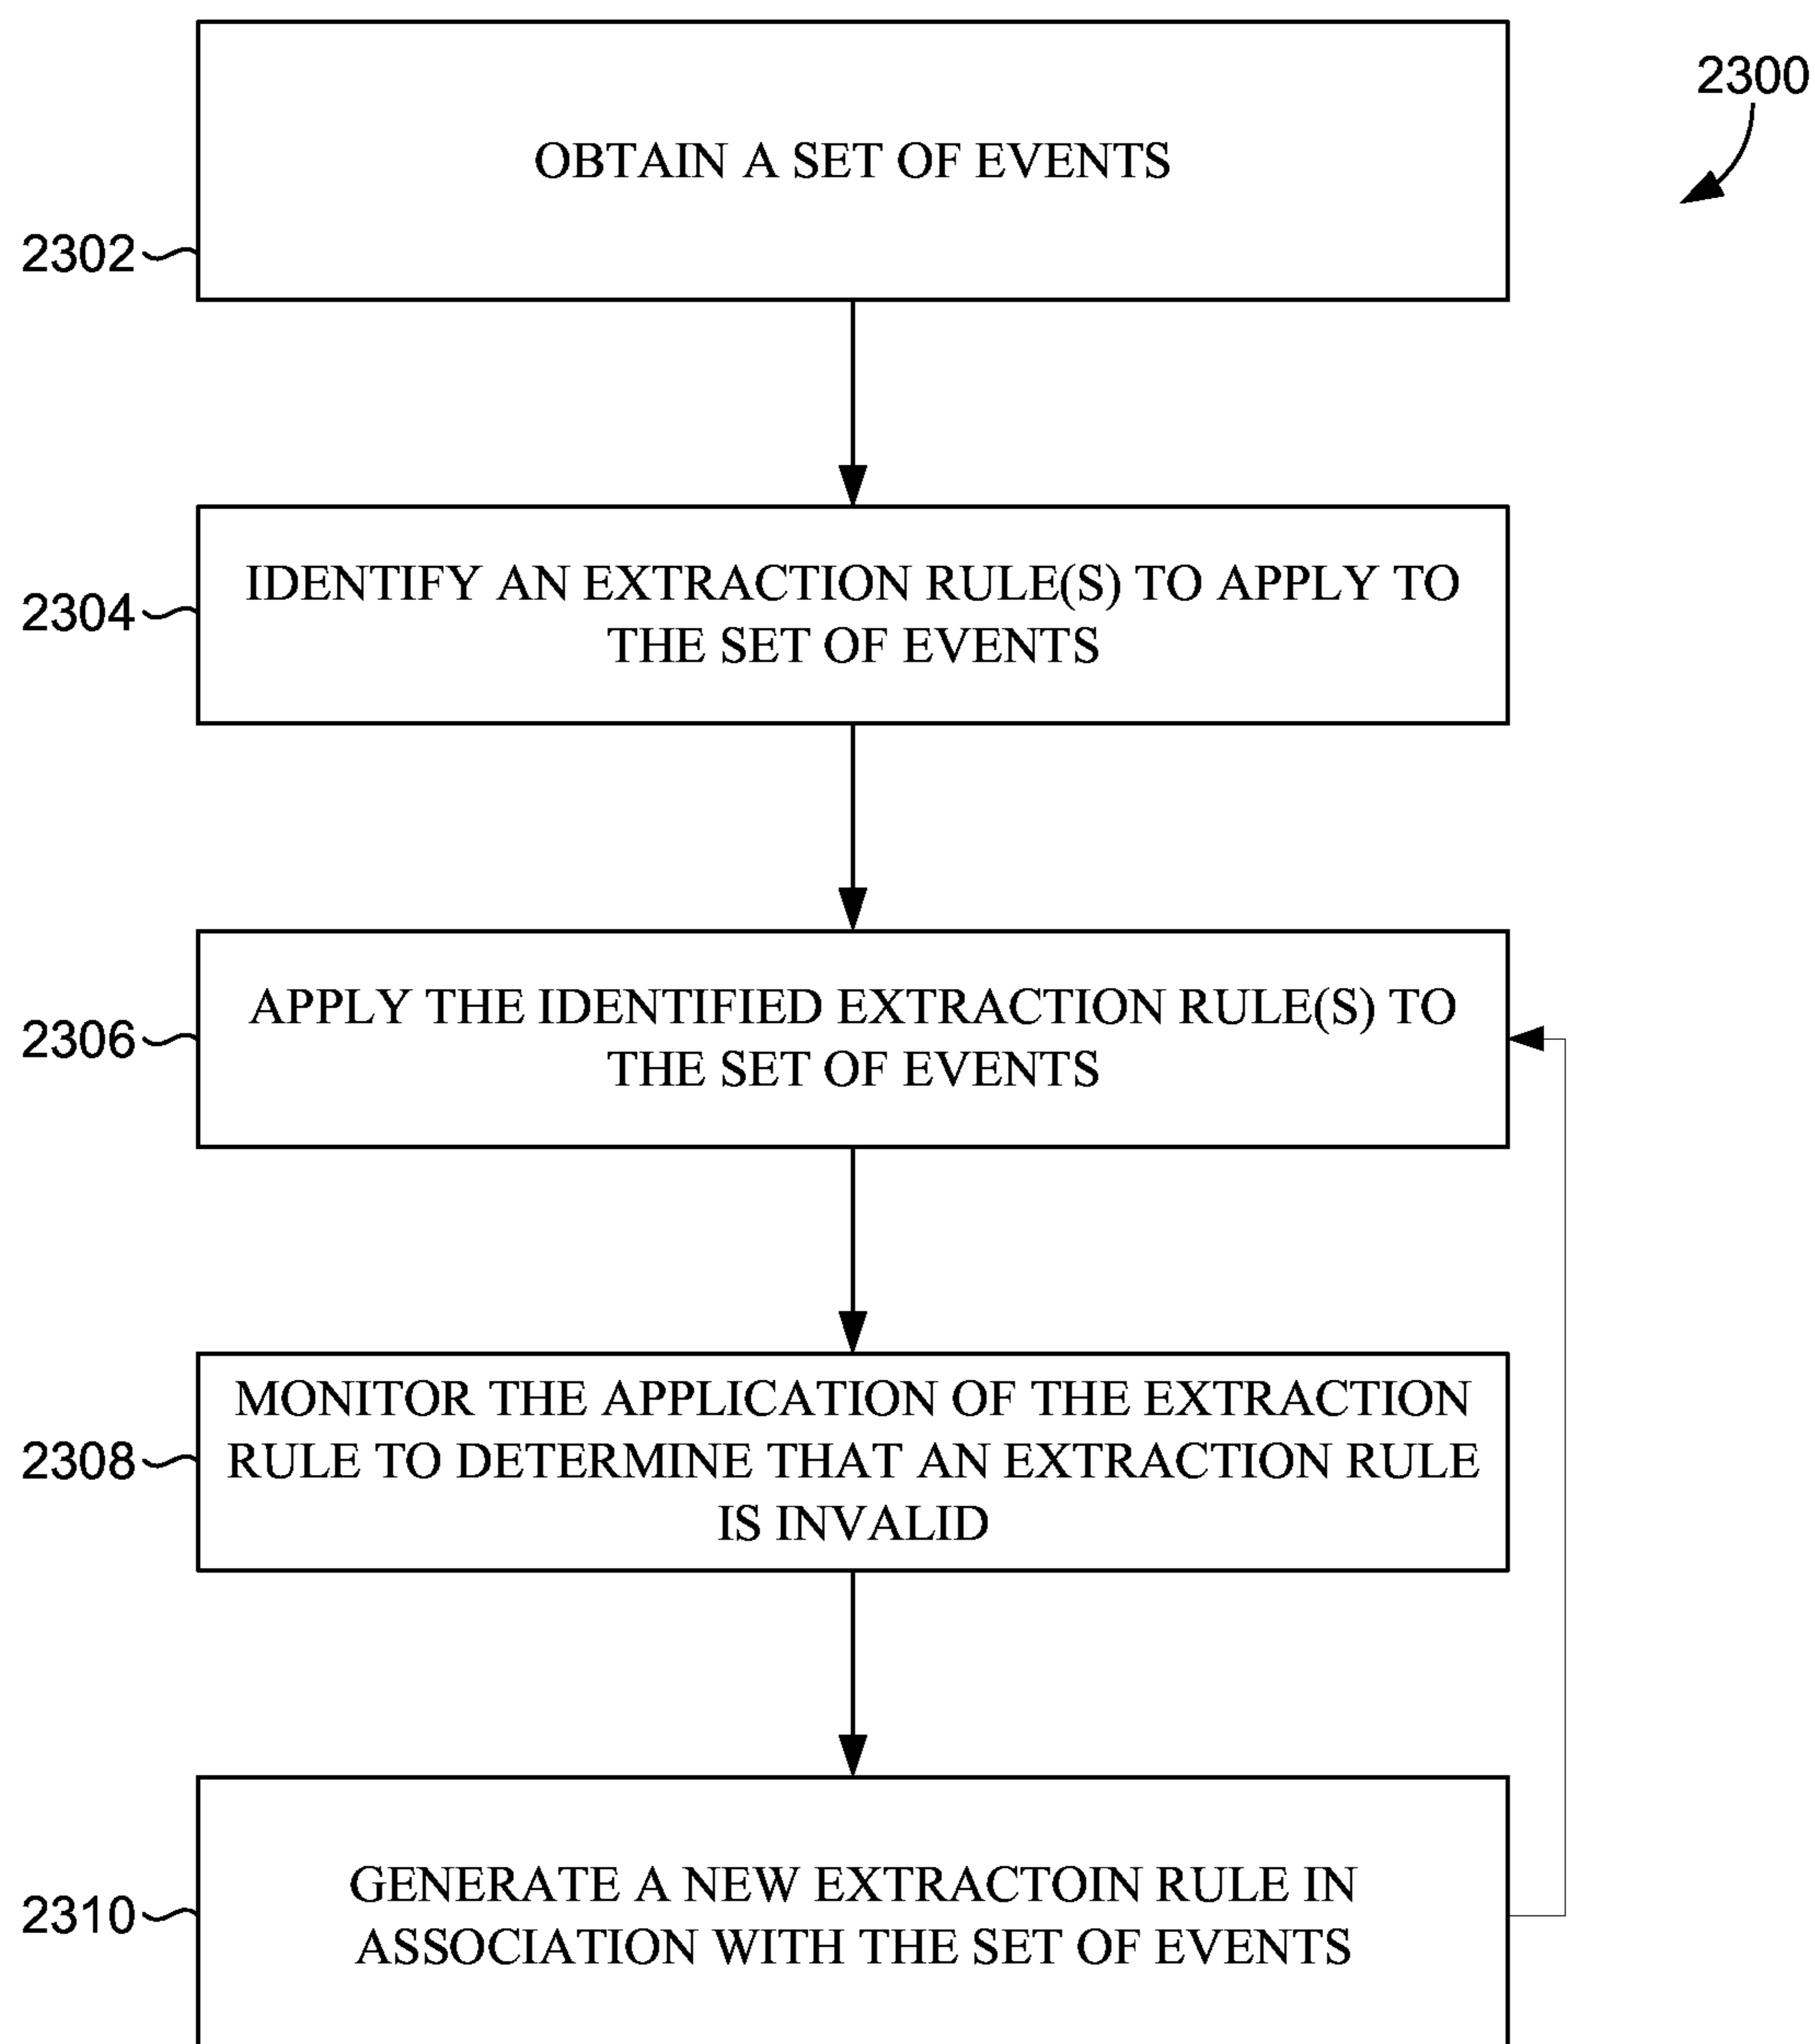 2300
OBTAIN A SET OF EVENTS
2302
IDENTIFY AN EXTRACTION RULE(S) TO APPLY TO
THE SET OF EVENTS
2304
APPLY THE IDENTIFIED EXTRACTION RULE(S) TO
THE SET OF EVENTS
2306
MONITOR THE APPLICATION OF THE EXTRACTION
RULE TO DETERMINE THAT AN EXTRACTION RULE
IS INVALID
2308
GENERATE A NEW EXTRACTOIN RULE IN
ASSOCIATION WITH THE SET OF EVENTS
2310